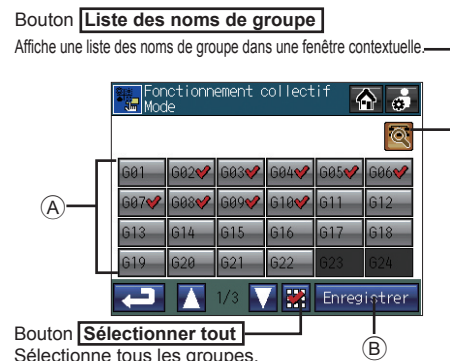 Bouton Liste des noms de groupe
Affiche une liste des noms de groupe dans une fenêtre contextuelle.
Fonctionnement collectif
Mode
G01 G02 G03 G04 G05 G06
A
G07 G08 G09 G10 G11 G12
G13 G14 G15 G16 G17 G18
G19 G20 G21 G22 G23 G24
1/3 Enregistrer
Bouton Sélectionner tout
B
Sélectionne tous les groupes.